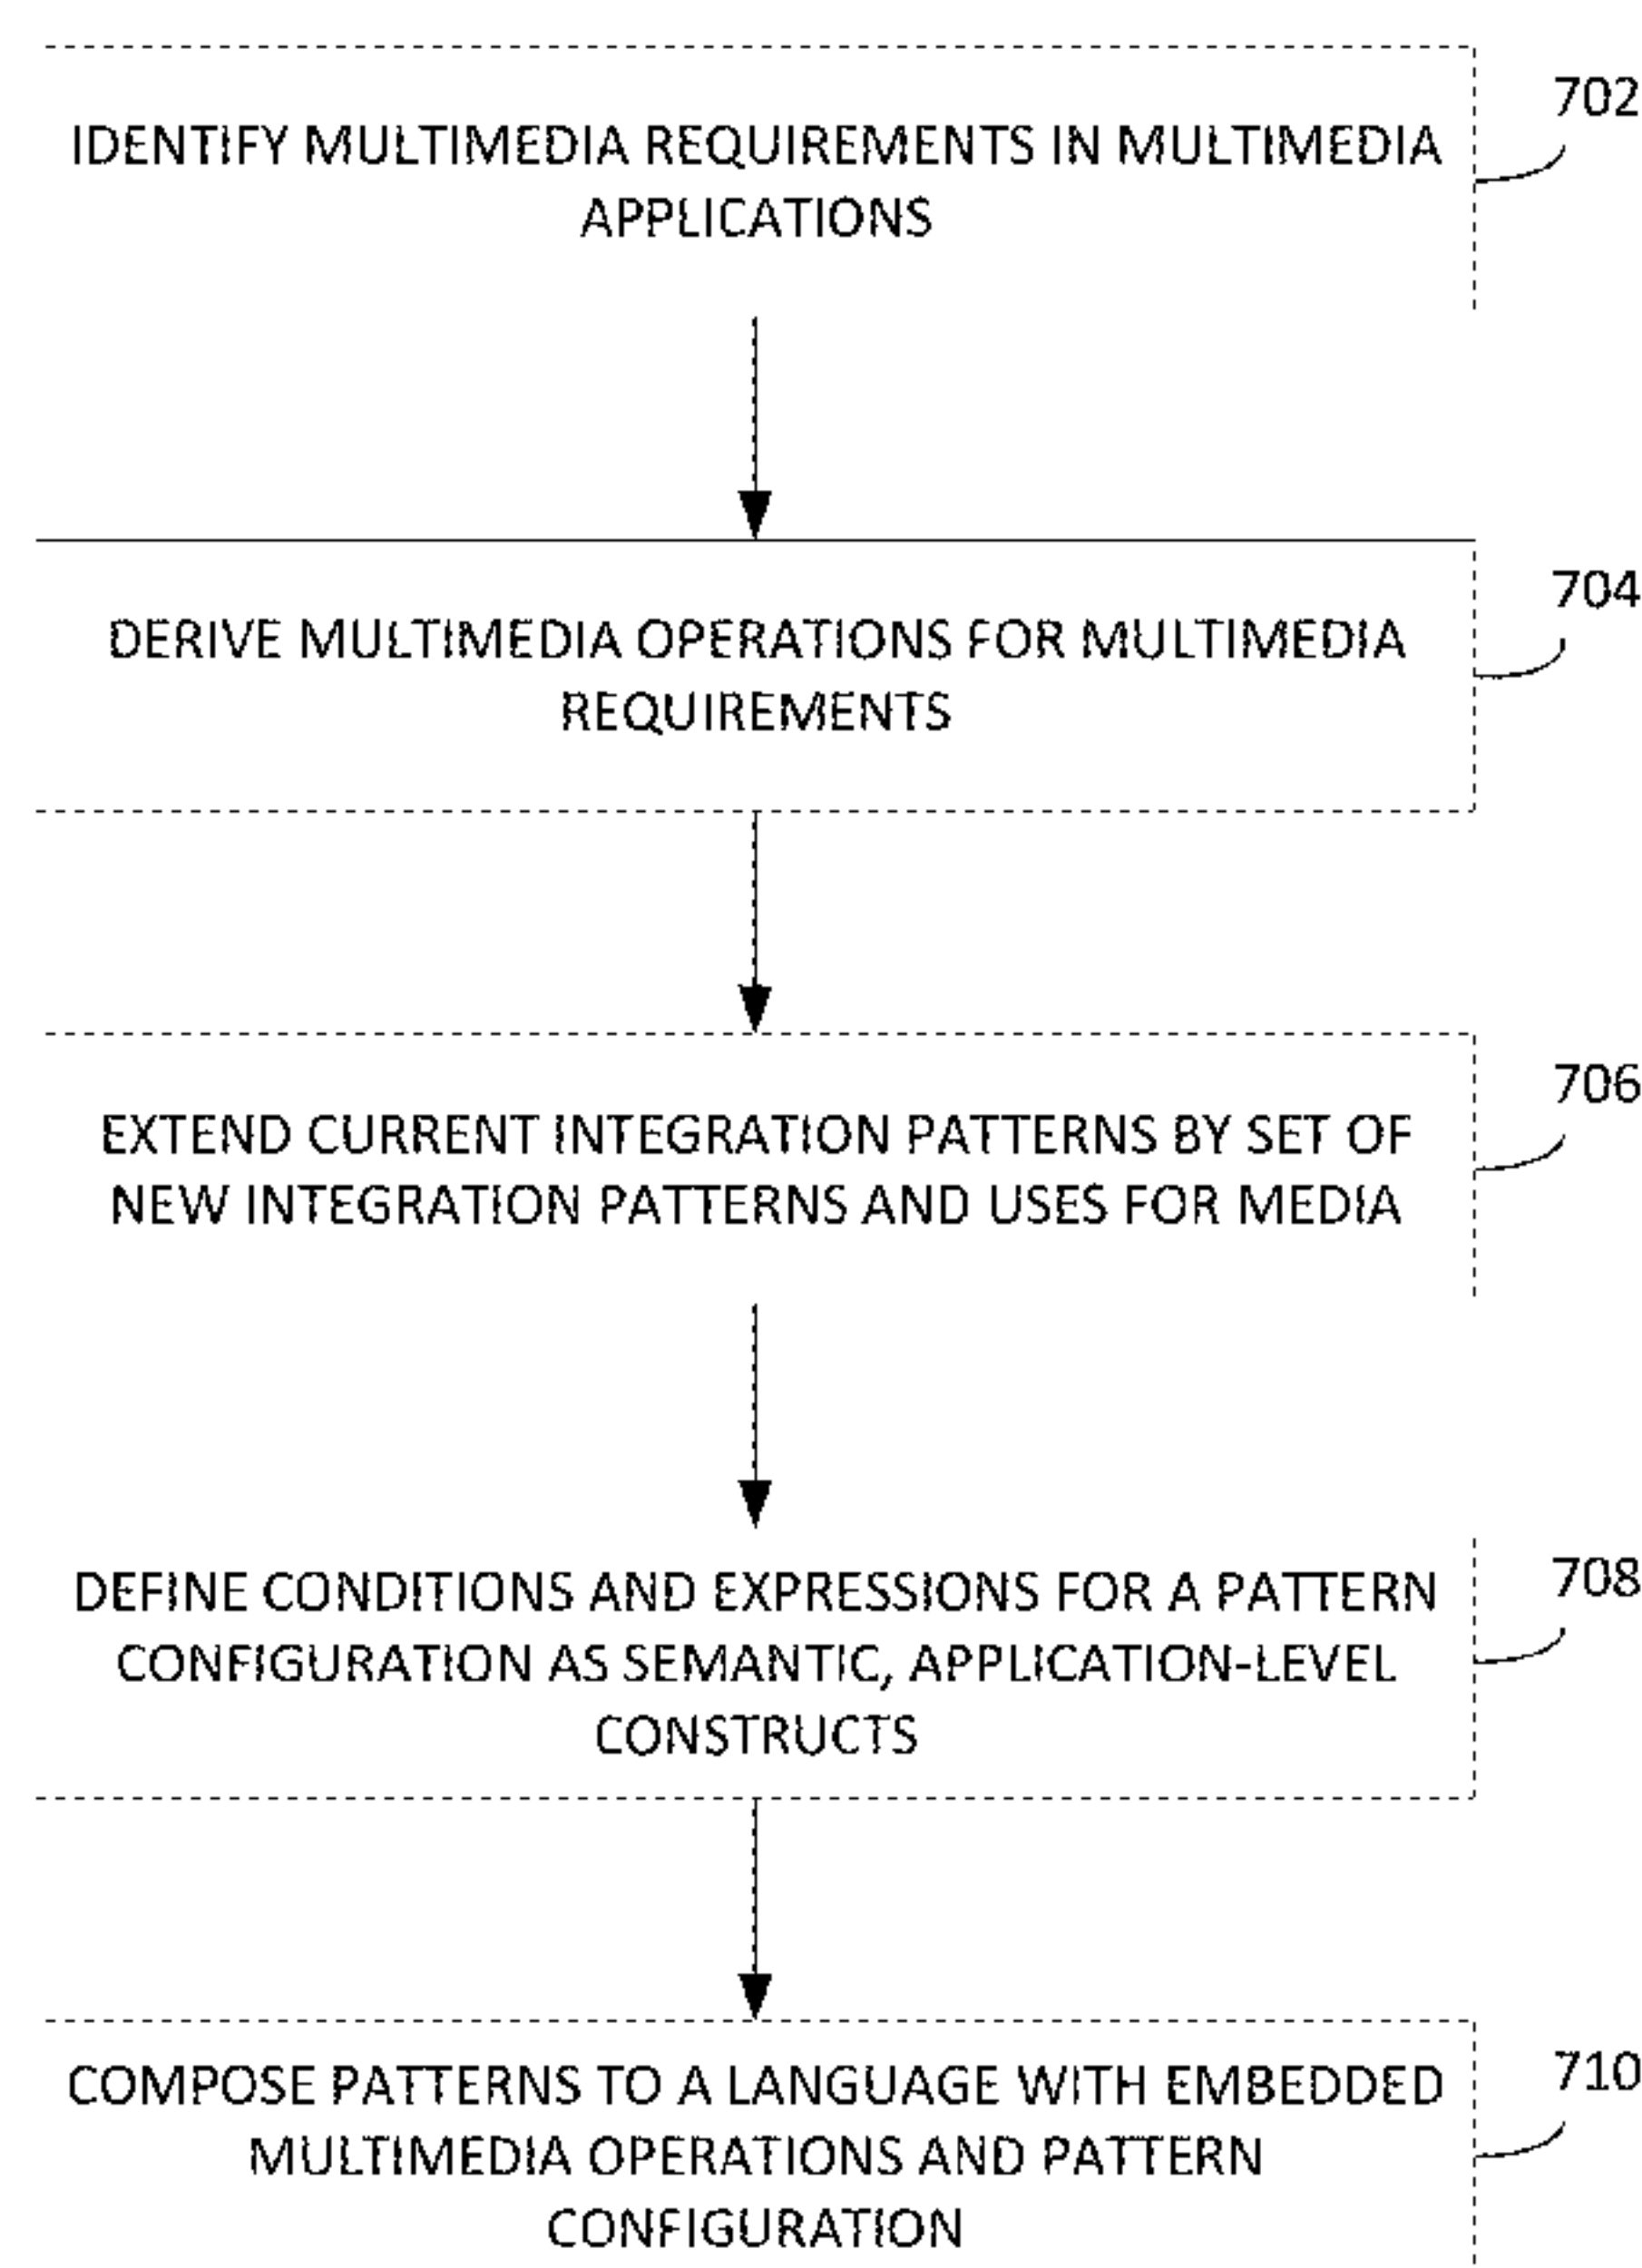 702
IDENTIFY MULTIMEDIA REQUIREMENTS IN MULTIMEDIA
APPLICATIONS
704
DERIVE MULTIMEDIA OPERATIONS FOR MULTIMEDIA
REQUIREMENTS
706
EXTEND CURRENT INTEGRATION PATTERNS BY SET OF
NEW INTEGRATION PATTERNS AND USES FOR MEDIA
708
DEFINE CONDITIONS AND EXPRESSIONS FOR A PATTERN
CONFIGURATION AS SEMANTIC, APPLICATION-LEVEL
CONSTRUCTS
710
COMPOSE PATTERNS TO A LANGUAGE WITH EMBEDDED
MULTIMEDIA OPERATIONS AND PATTERN
CONFIGURATION